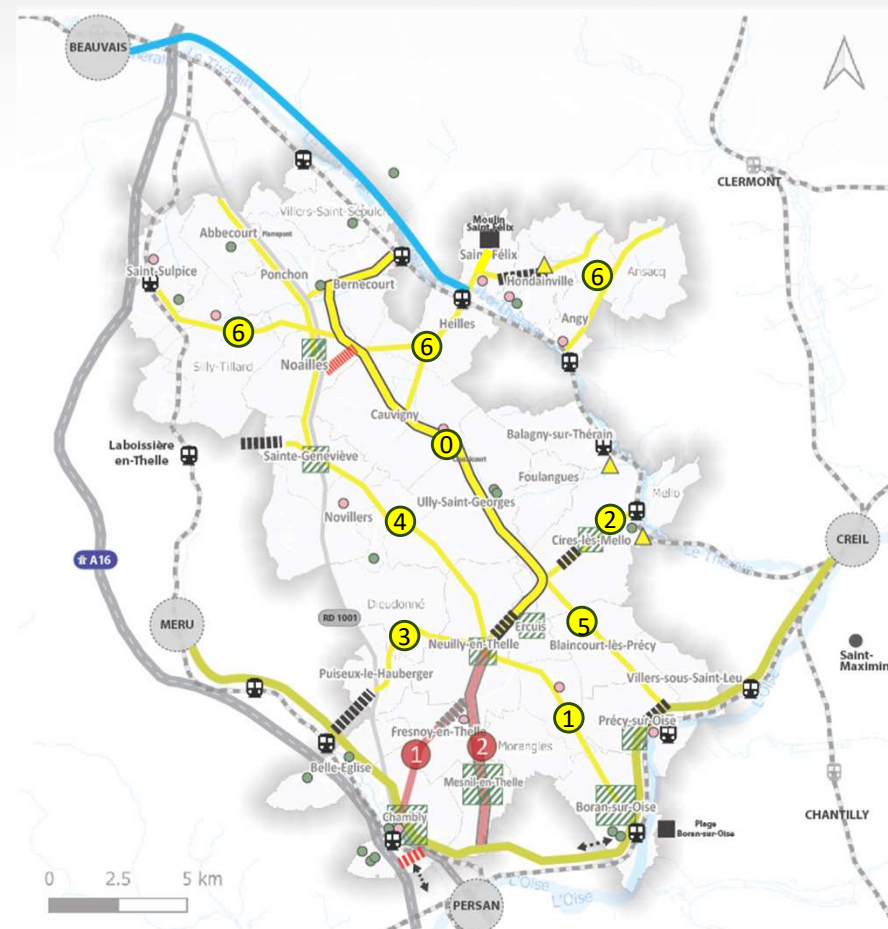 BEAUVAIS
Le Thérain
CLERMONT
Villers-Saint-Sépulcre
Moulin
Saint Félix
Saint Félix
Abbecourt
Pierrepont
Saint-Sulpice
Ponchon
Bernecourt
Hondainville
6
Ansacq
Heilles
Angy
6
6
Silly-Tillard
Noailles
Cauvigny
0
Balagny-sur-Thérain
Laboissière
en-Thelle
Sainte-Geneviève
Foulangues
Mello
Ully-Saint-Georges
Novillers
4
2
Cires-lès-Mello
CREIL
Le Thérain
A16
Dieudonné
RD 1001
MERU
3
Ercuis
5
Neuilly-en-Thelle
Blaincourt-lès-Précy
Saint-
Maximin
Puiseux-le-Hauberger
Villers-sous-Saint-Leu
1
Précy-sur-Oise
Fresnoy-en-Thelle
1
2
Morangles
Belle-Eglise
Mesnil-en-Thelle
Boran-sur-Oise
CHANTILLY
Chambly
Plage
Boran-sur-Oise
0 2.5 5 km
L'Oise
L'Oise
PERSAN